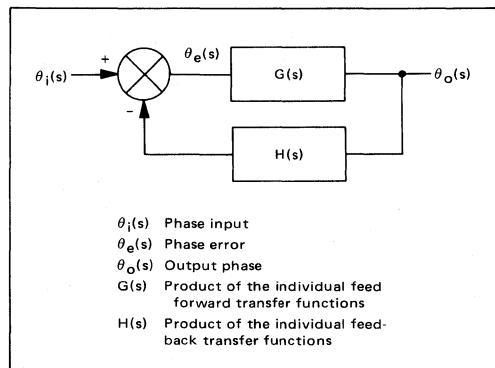 +
θe(s)
θi(s)
G(s)
θo(s)
−
H(s)
θi(s) Phase input
θe(s) Phase error
θo(s) Output phase
G(s) Product of the individual feed
forward transfer functions
H(s) Product of the individual feed-
back transfer functions